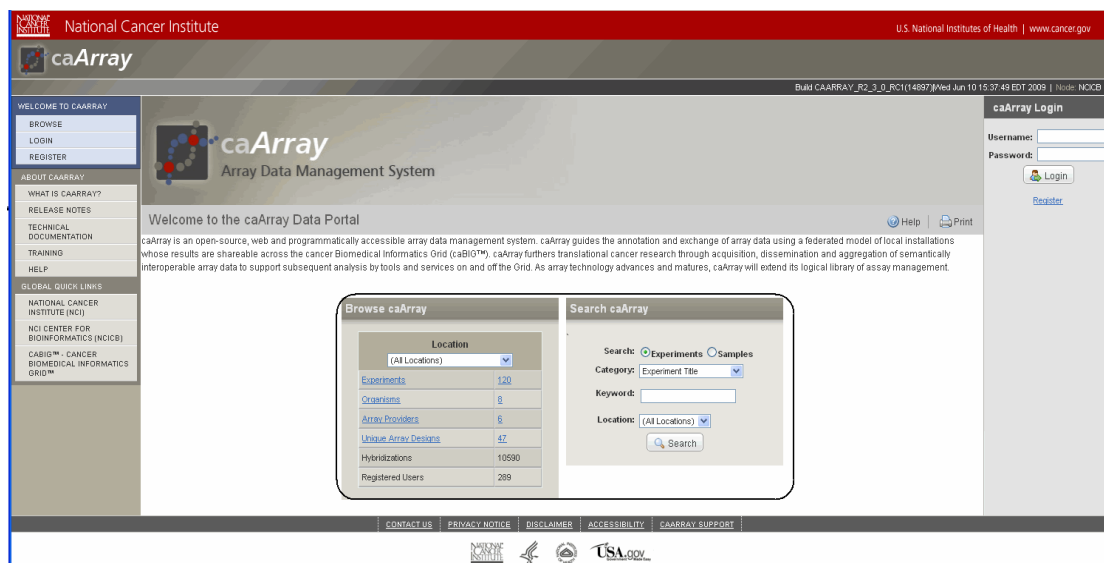 NATIONAL CANCER INSTITUTE
National Cancer Institute
U.S. National Institutes of Health | www.cancer.gov
caArray
Build CAARRAY_R2_3_0_RC1(14897)|Wed Jun 10 15:37:49 EDT 2009 | Node: NCICB
WELCOME TO CAARRAY
BROWSE
LOGIN
REGISTER
ABOUT CAARRAY
WHAT IS CAARRAY?
RELEASE NOTES
TECHNICAL
DOCUMENTATION
TRAINING
HELP
GLOBAL QUICK LINKS
NATIONAL CANCER
INSTITUTE (NCI)
NCI CENTER FOR
BIOINFORMATICS (NCICB)
CABIG™ - CANCER
BIOMEDICAL INFORMATICS
GRID™
caArray
Array Data Management System
Welcome to the caArray Data Portal
Help | Print
caArray is an open-source, web and programmatically accessible array data management system. caArray guides the annotation and exchange of array data using a federated model of local installations
whose results are shareable across the cancer Biomedical Informatics Grid (caBIG™). caArray furthers translational cancer research through acquisition, dissemination and aggregation of semantically
interoperable array data to support subsequent analysis by tools and services on and off the Grid. As array technology advances and matures, caArray will extend its logical library of assay management.
Browse caArray
Location
(All Locations)
Experiments 120
Organisms 8
Array Providers 6
Unique Array Designs 47
Hybridizations 10590
Registered Users 289
Search caArray
Search: Experiments Samples
Category: Experiment Title
Keyword:
Location: (All Locations)
Search
caArray Login
Username:
Password:
Login
Register
CONTACT US PRIVACY NOTICE DISCLAIMER ACCESSIBILITY CAARRAY SUPPORT
NATIONAL CANCER INSTITUTE
USA.gov